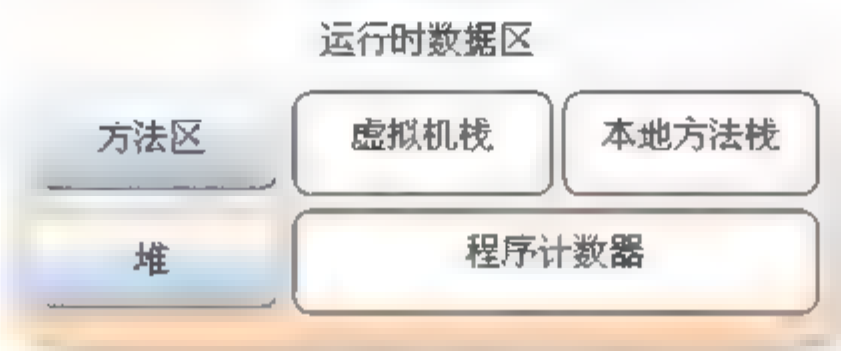 运行时数据区
方法区
虚拟机栈
本地方法栈
堆
程序计数器